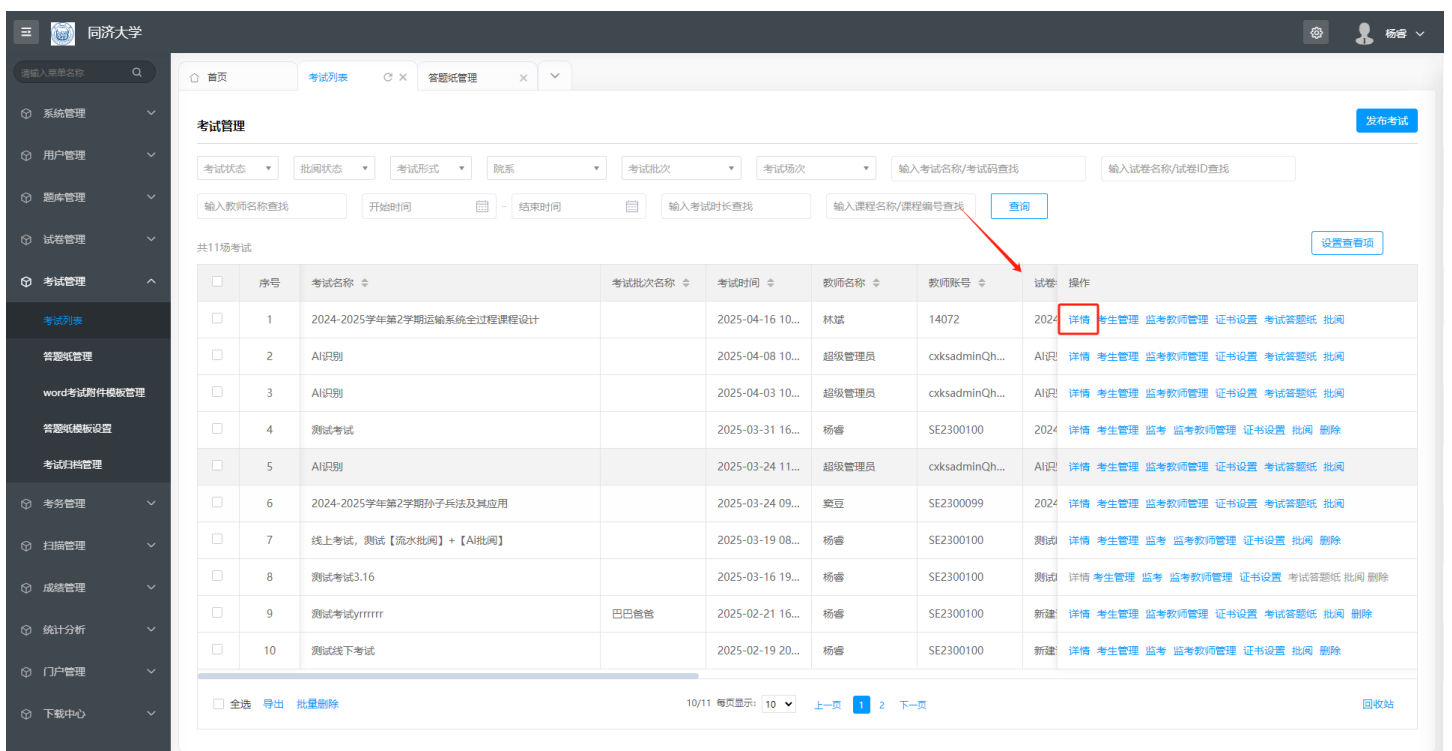 同济大学
杨睿
请输入菜单名称
首页
考试列表
答题纸管理
系统管理
用户管理
题库管理
试卷管理
考试管理
考试列表
答题纸管理
word考试附件模板管理
答题纸模板设置
考试归档管理
考务管理
扫描管理
成绩管理
统计分析
门户管理
下载中心
考试管理
发布考试
考试状态 批阅状态 考试形式 院系 考试批次 考试场次 输入考试名称/考试码查找 输入试卷名称/试卷ID查找
输入教师名称查找 开始时间 - 结束时间 输入考试时长查找 输入课程名称/课程编号查找 查询
共11场考试
设置查看项
序号 考试名称 考试批次名称 考试时间 教师名称 教师账号 试卷 操作
1 2024-2025学年第2学期运输系统全过程课程设计 2025-04-16 10... 林斌 14072 2024 详情 考生管理 监考教师管理 证书设置 考试答题纸 批阅
2 AI识别 2025-04-08 10... 超级管理员 cxksadminQh... AI识 详情 考生管理 监考教师管理 证书设置 考试答题纸 批阅
3 AI识别 2025-04-03 10... 超级管理员 cxksadminQh... AI识 详情 考生管理 监考教师管理 证书设置 考试答题纸 批阅
4 测试考试 2025-03-31 16... 杨睿 SE2300100 2024 详情 考生管理 监考 监考教师管理 证书设置 批阅 删除
5 AI识别 2025-03-24 11... 超级管理员 cxksadminQh... AI识 详情 考生管理 监考教师管理 证书设置 考试答题纸 批阅
6 2024-2025学年第2学期孙子兵法及其应用 2025-03-24 09... 窦豆 SE2300099 2024 详情 考生管理 监考教师管理 证书设置 考试答题纸 批阅
7 线上考试，测试【流水批阅】+【AI批阅】 2025-03-19 08... 杨睿 SE2300100 测试 详情 考生管理 监考 监考教师管理 证书设置 批阅 删除
8 测试考试3.16 2025-03-16 19... 杨睿 SE2300100 测试 详情 考生管理 监考 监考教师管理 证书设置 考试答题纸 批阅 删除
9 测试考试yrrrrrr 巴巴爸爸 2025-02-21 16... 杨睿 SE2300100 新建 详情 考生管理 监考教师管理 证书设置 考试答题纸 批阅 删除
10 测试线下考试 2025-02-19 20... 杨睿 SE2300100 新建 详情 考生管理 监考 监考教师管理 证书设置 批阅 删除
全选 导出 批量删除 10/11 每页显示: 10 上一页 1 2 下一页 回收站